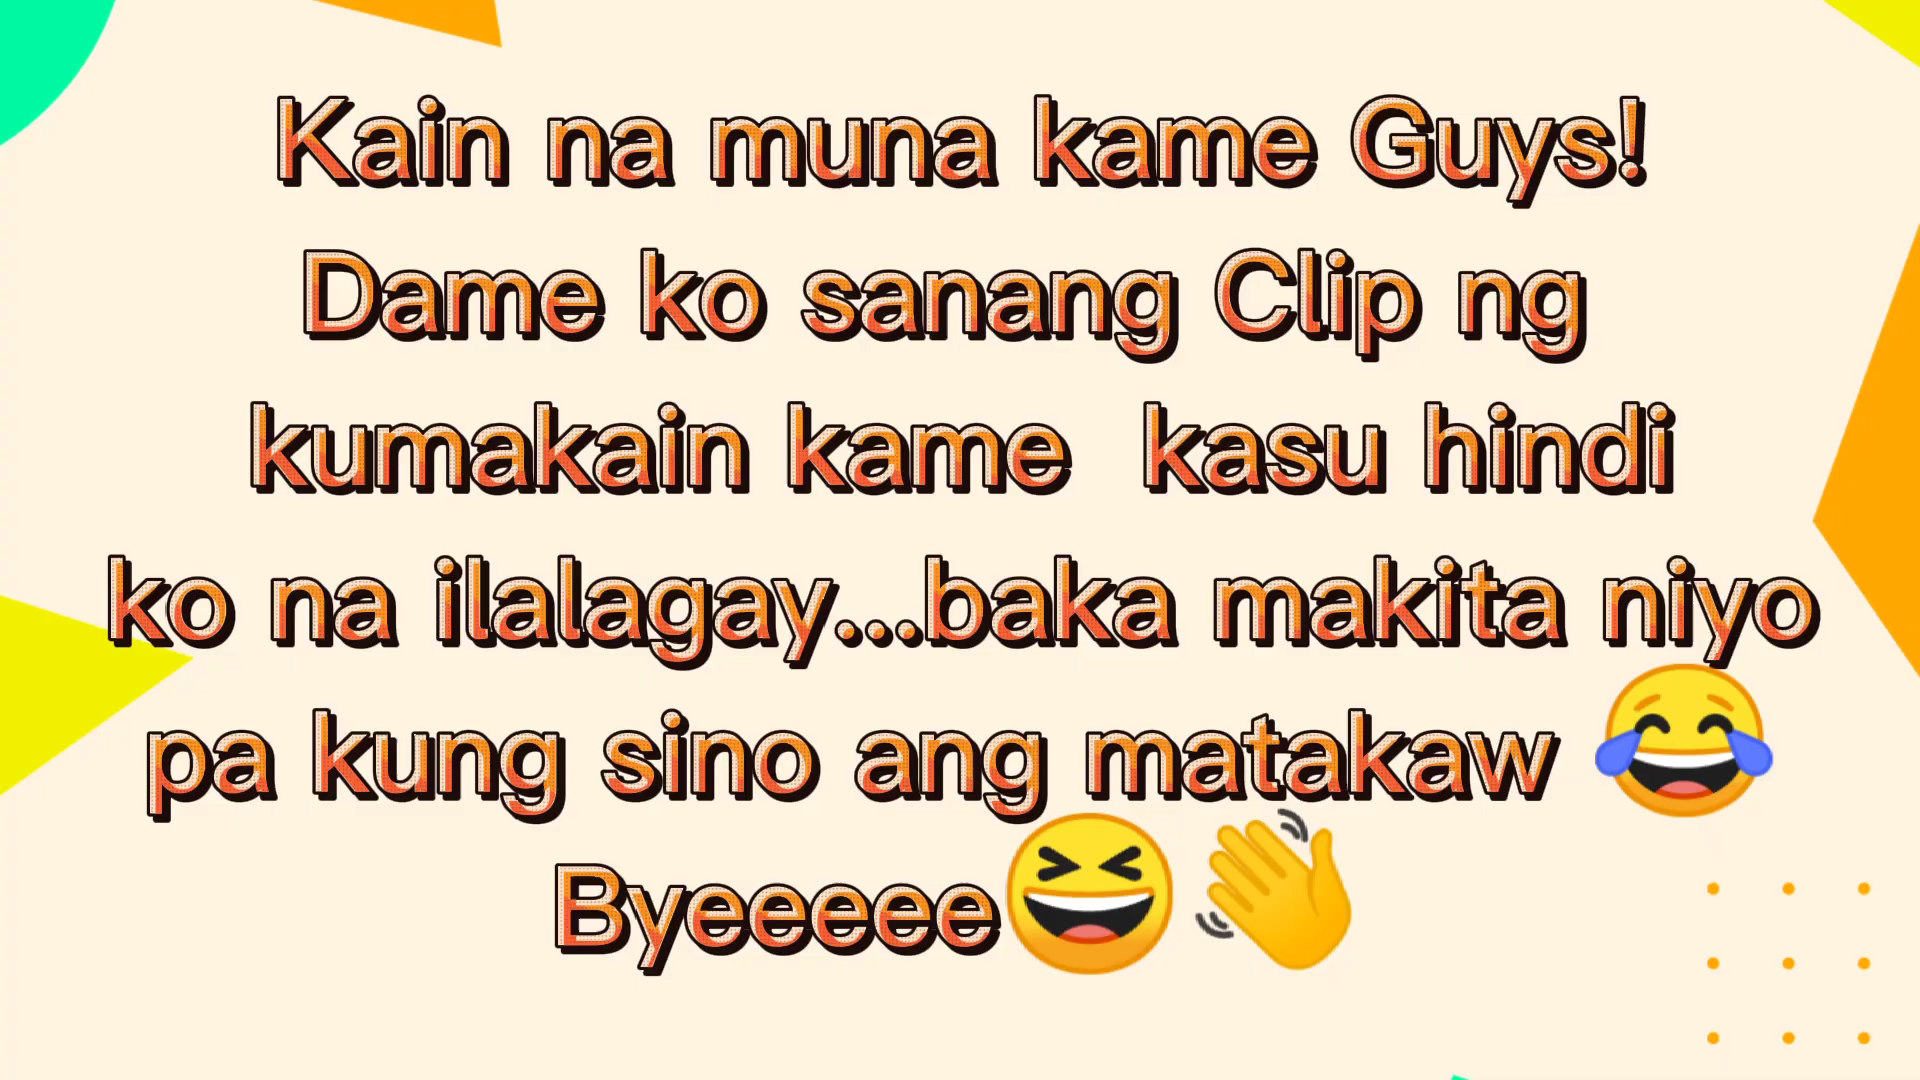 Kain na muna kame Guys!
Dame ko sanang Clip ng
kumakain kame  kasu hindi
ko na ilalagay...baka makita niyo
pa kung sino ang matakaw 😂
Byeeeee😆👋